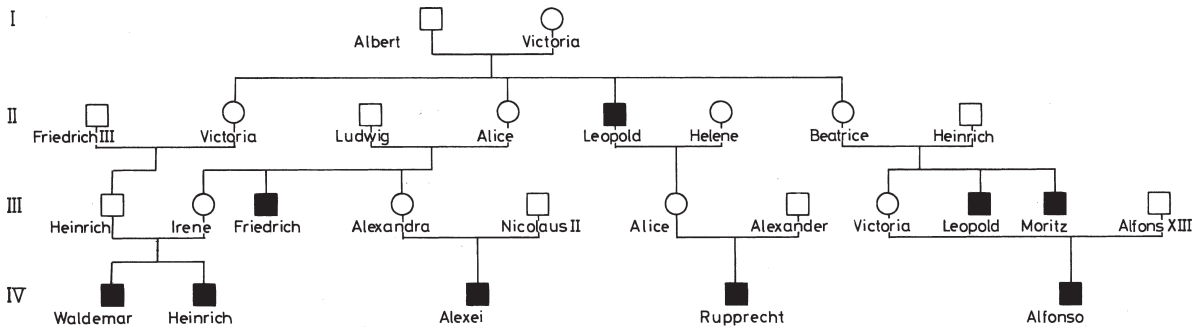 I
Albert Victoria
II
Friedrich III Victoria Ludwig Alice Leopold Helene Beatrice Heinrich
III
Heinrich Irene Friedrich Alexandra Nicolaus II Alice Alexander Victoria Leopold Moritz Alfons XIII
IV
Waldemar Heinrich Alexei Rupprecht Alfonso